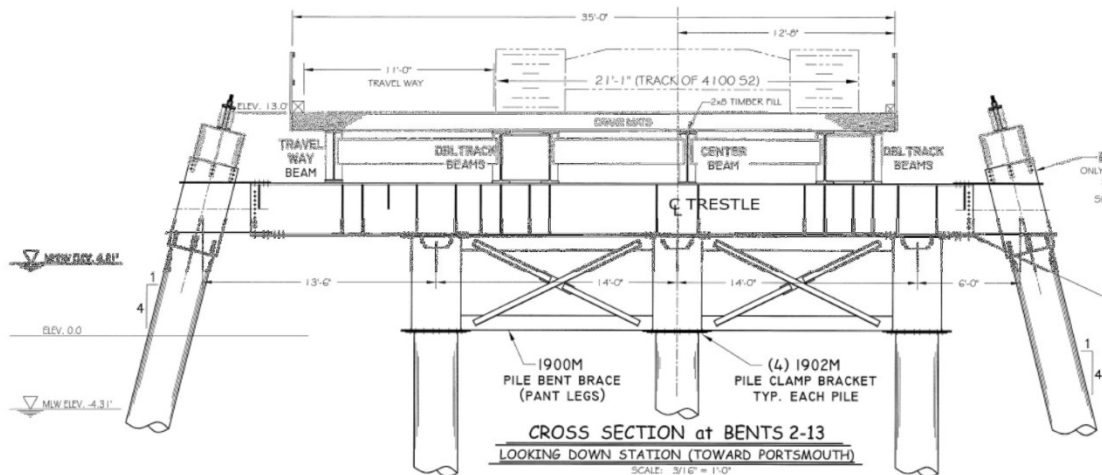 35'-0"
12'-8"
11'-0"
TRAVEL WAY
21'-1" (TRACK OF 4100 S2)
ELEV. 13.0'
2x8 TIMBER FILL
CRANE MATS
TRAVEL
WAY
BEAM
DBL TRACK
BEAMS
CENTER
BEAM
DBL TRACK
BEAMS
ONLY
℄ TRESTLE
13'-6"
14'-0"
14'-0"
6'-0"
1
4
ELEV. 0.0
1
4
MLW ELEV. -4.31'
1900M
PILE BENT BRACE
(PANT LEGS)
(4) 1902M
PILE CLAMP BRACKET
TYP. EACH PILE
CROSS SECTION at BENTS 2-13
LOOKING DOWN STATION (TOWARD PORTSMOUTH)
SCALE: 3/16" = 1'-0"